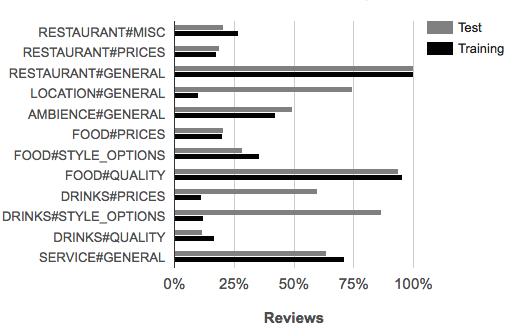 Test
Training
RESTAURANT#MISC
RESTAURANT#PRICES
RESTAURANT#GENERAL
LOCATION#GENERAL
AMBIENCE#GENERAL
FOOD#PRICES
FOOD#STYLE_OPTIONS
FOOD#QUALITY
DRINKS#PRICES
DRINKS#STYLE_OPTIONS
DRINKS#QUALITY
SERVICE#GENERAL
0% 25% 50% 75% 100%
Reviews